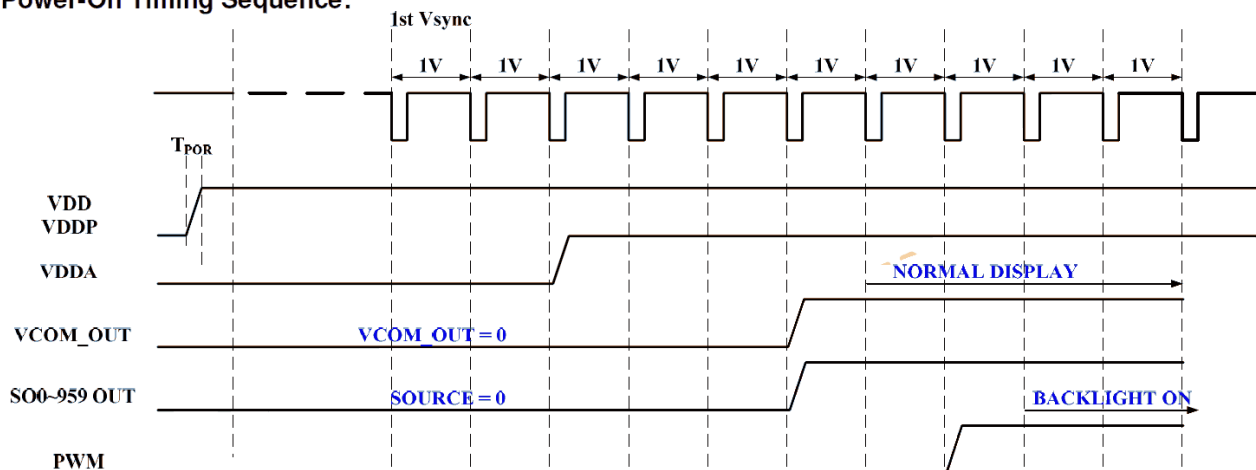 Power-On Timing Sequence:
1st Vsync
1V 1V 1V 1V 1V 1V 1V 1V 1V 1V
TPOR
VDD
VDDP
VDDA
NORMAL DISPLAY
VCOM_OUT
VCOM_OUT = 0
SO0~959 OUT
SOURCE = 0
BACKLIGHT ON
PWM